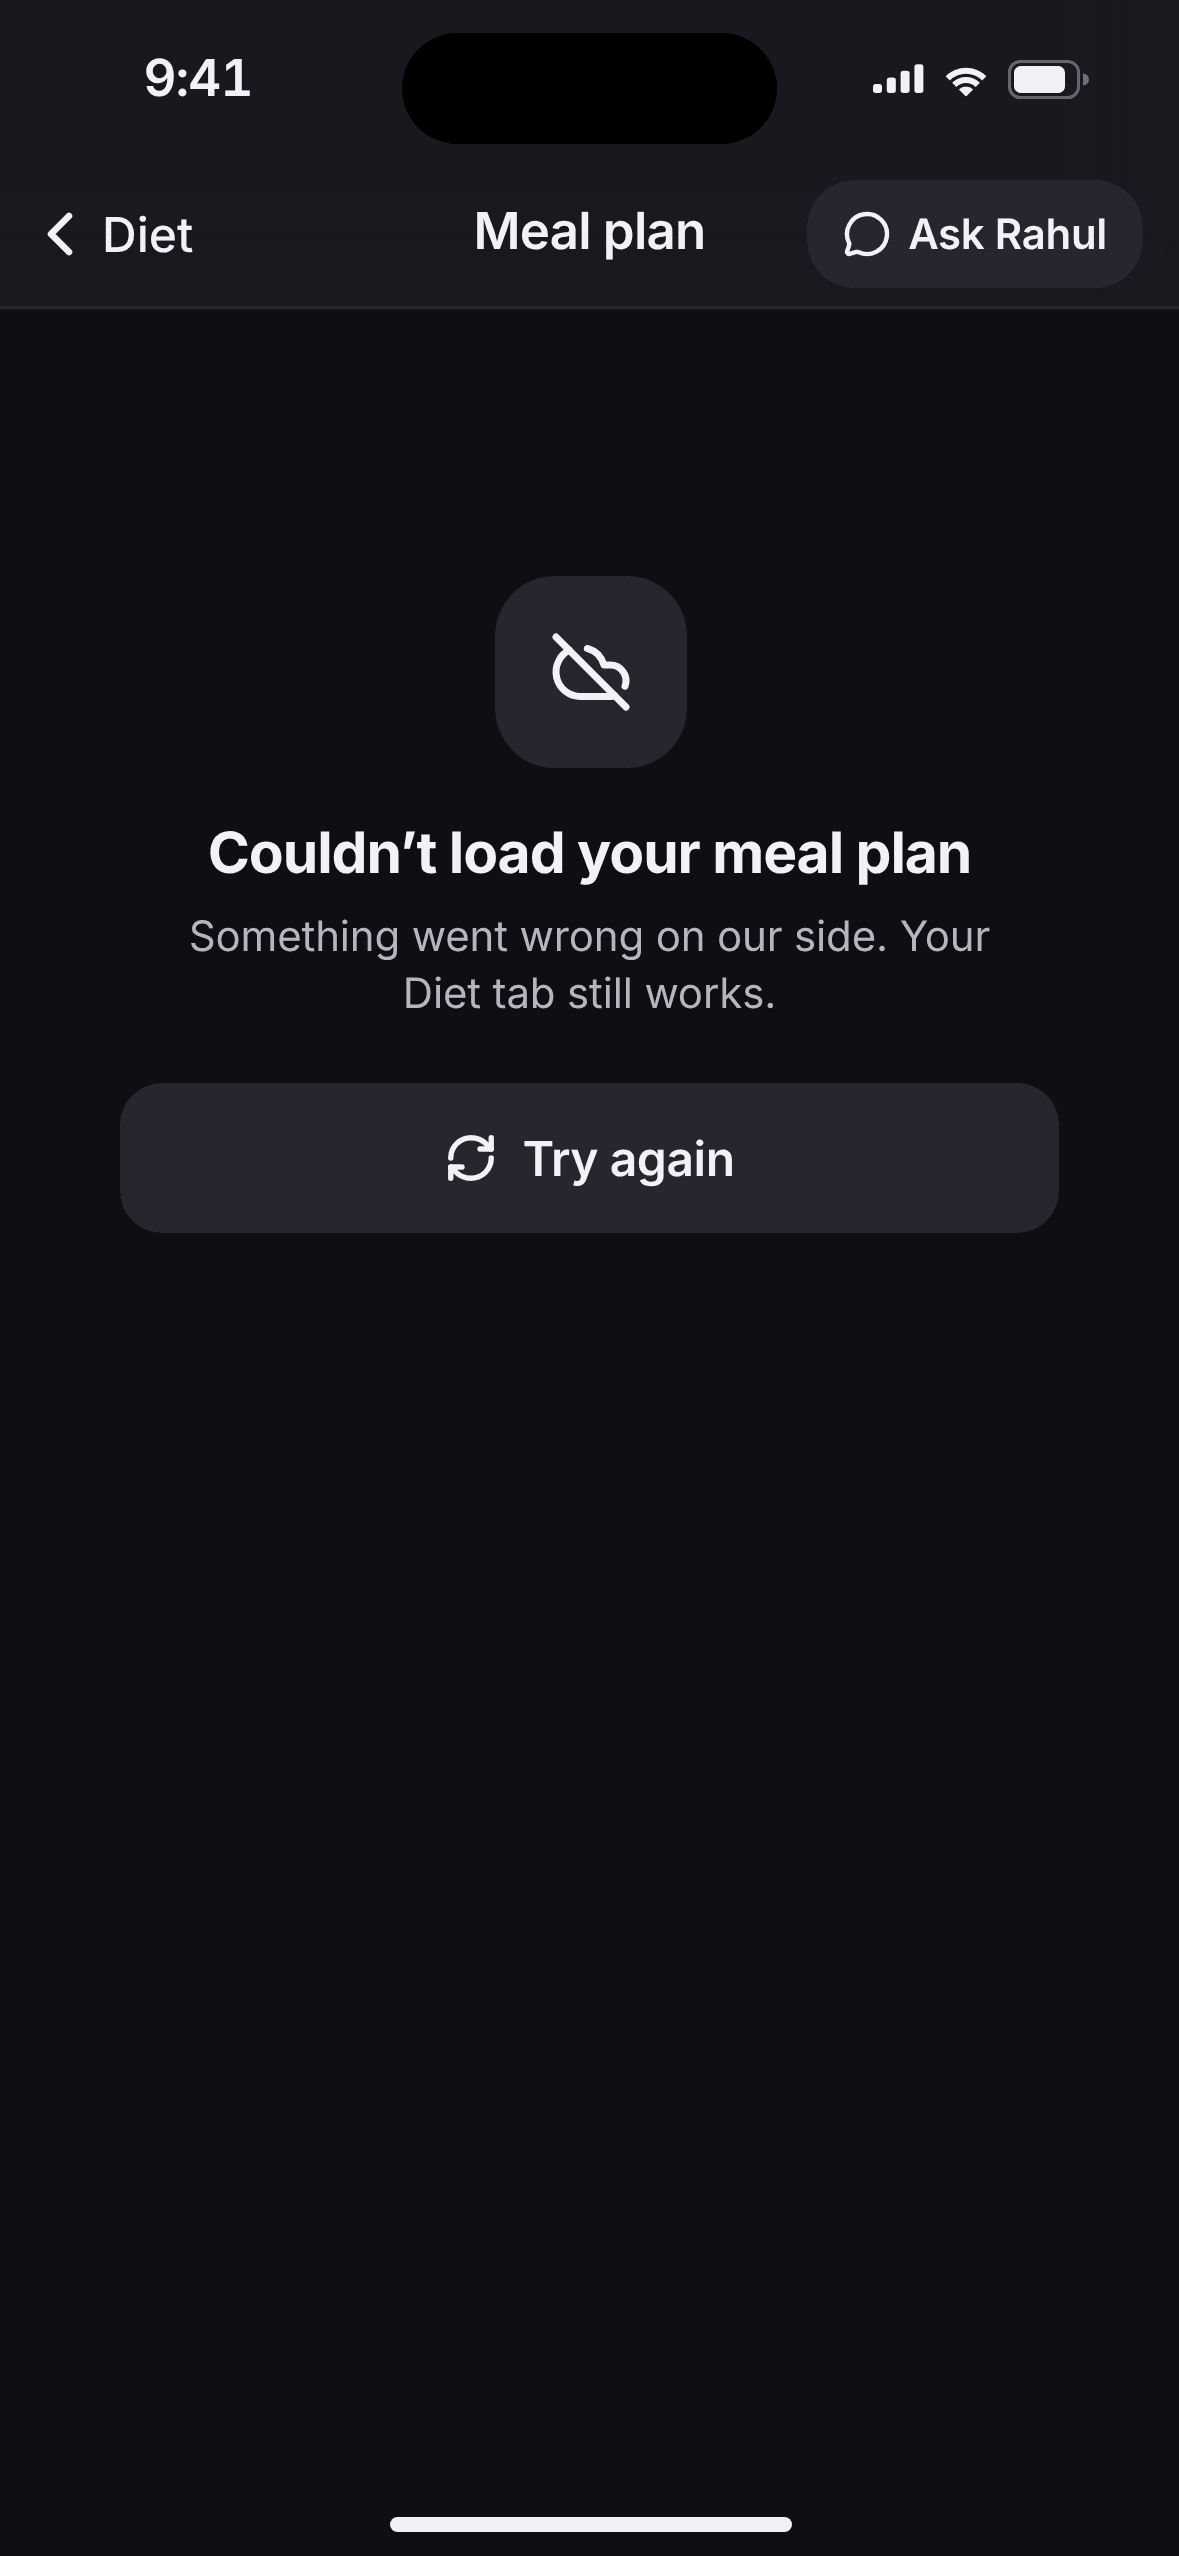 9:41
Diet
Meal plan
Ask Rahul
Couldn’t load your meal plan
Something went wrong on our side. Your
Diet tab still works.
Try again